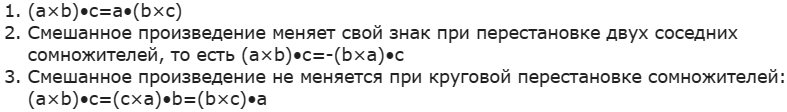 1. (a×b)•c=a•(b×c)
2. Смешанное произведение меняет свой знак при перестановке двух соседних
сомножителей, то есть (a×b)•c=-(b×a)•c
3. Смешанное произведение не меняется при круговой перестановке сомножителей:
(a×b)•c=(c×a)•b=(b×c)•a